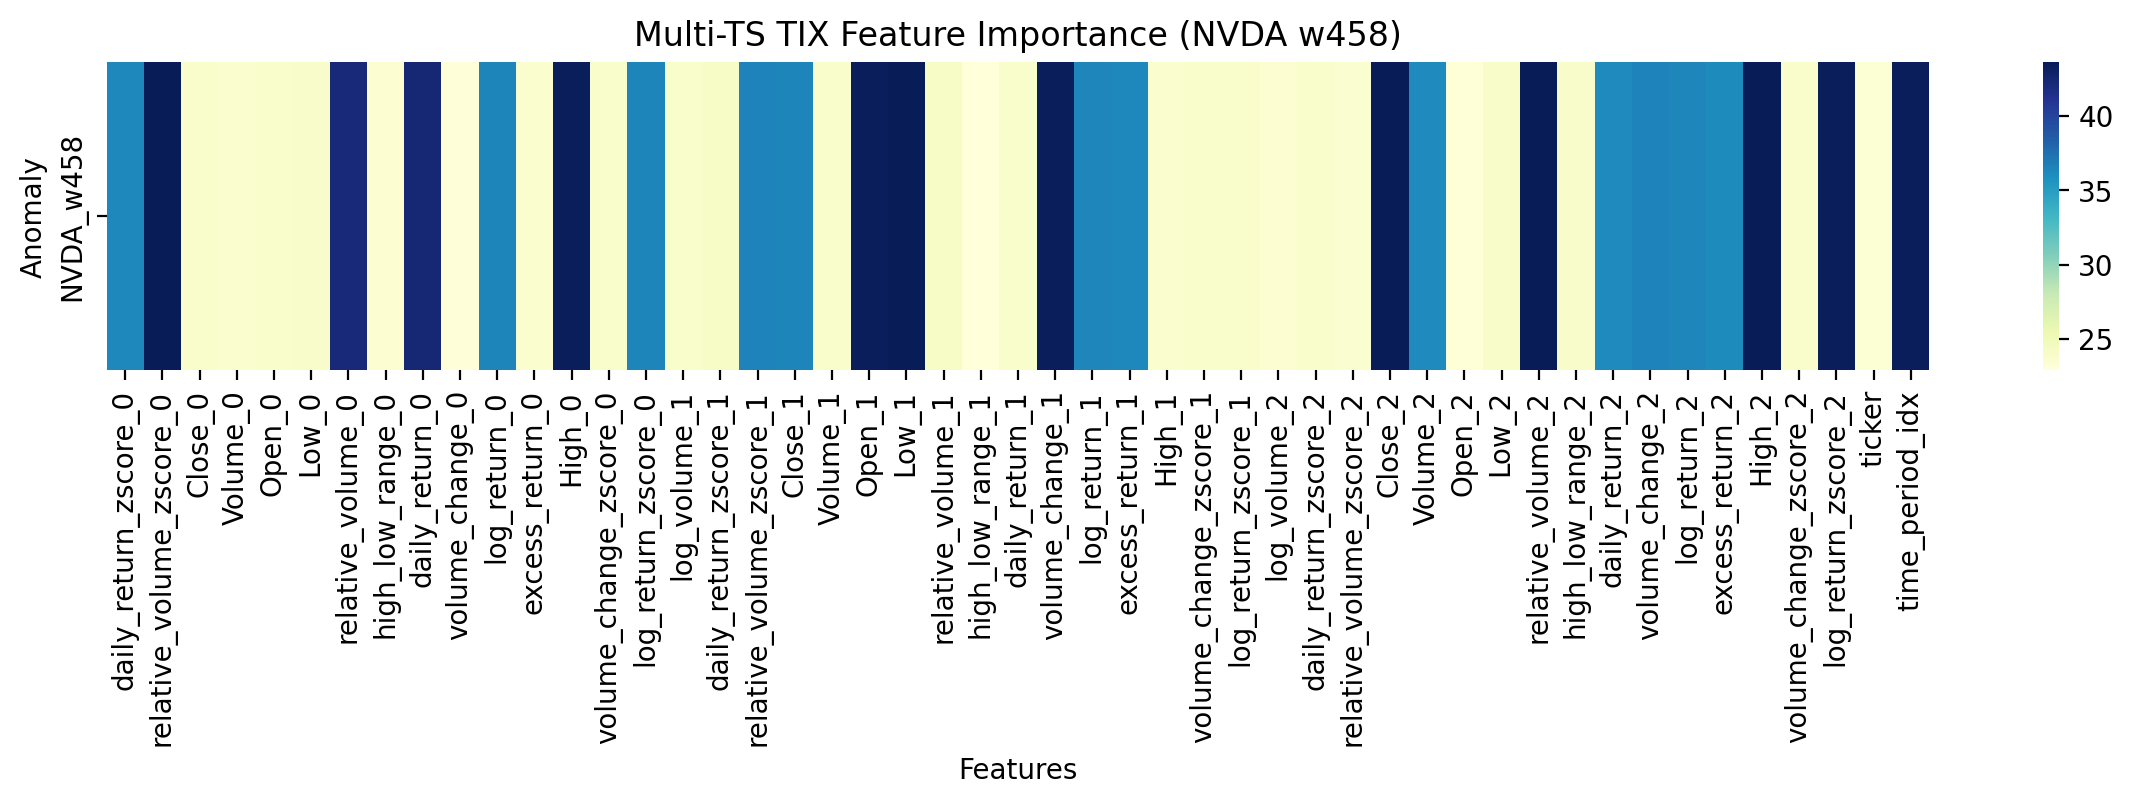 Multi-TS TIX Feature Importance (NVDA w458)
Anomaly
NVDA_w458
40
35
30
25
daily_return_zscore_0
relative_volume_zscore_0
Close_0
Volume_0
Open_0
Low_0
relative_volume_0
high_low_range_0
daily_return_0
volume_change_0
log_return_0
excess_return_0
High_0
volume_change_zscore_0
log_return_zscore_0
log_volume_1
daily_return_zscore_1
relative_volume_zscore_1
Close_1
Volume_1
Open_1
Low_1
relative_volume_1
high_low_range_1
daily_return_1
volume_change_1
log_return_1
excess_return_1
High_1
volume_change_zscore_1
log_return_zscore_1
log_volume_2
daily_return_zscore_2
relative_volume_zscore_2
Close_2
Volume_2
Open_2
Low_2
relative_volume_2
high_low_range_2
daily_return_2
volume_change_2
log_return_2
excess_return_2
High_2
volume_change_zscore_2
log_return_zscore_2
ticker
time_period_idx
Features